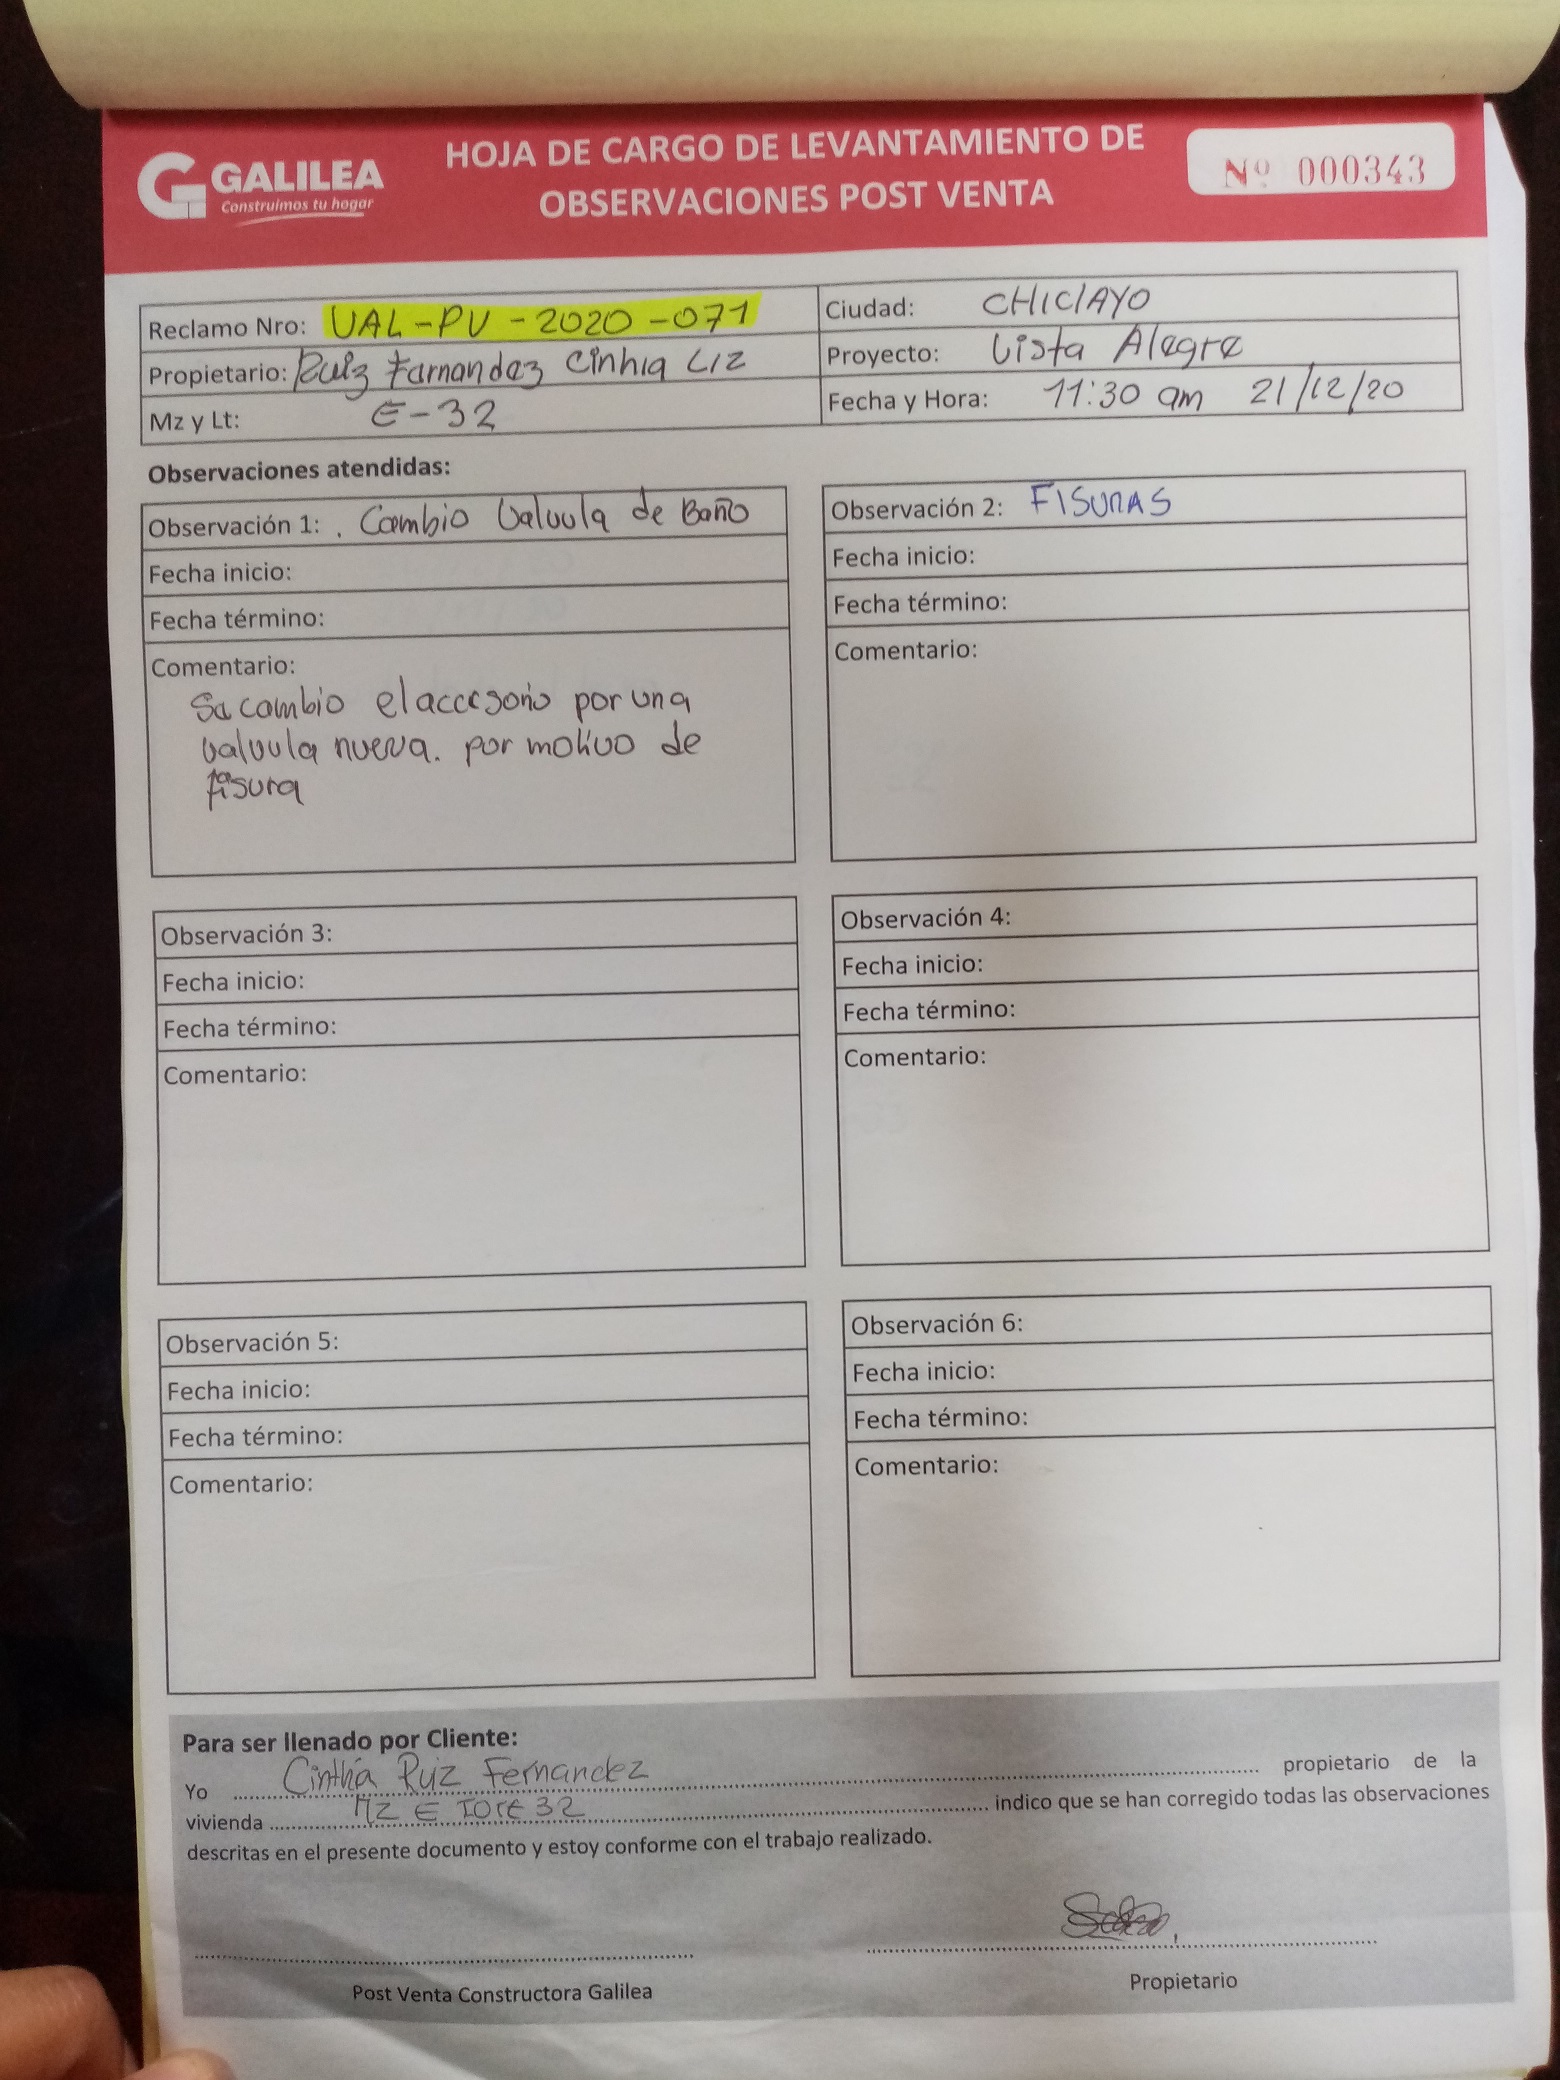 GALILEA
Construimos tu hogar
HOJA DE CARGO DE LEVANTAMIENTO DE
OBSERVACIONES POST VENTA
Nº 000343
Reclamo Nro: VAL-PV-2020-071
Ciudad: CHICLAYO
Propietario: Ruiz Fernandez Cinhia Liz
Proyecto: Vista Alegre
Mz y Lt: E-32
Fecha y Hora: 11:30 am 21/12/20
Observaciones atendidas:
Observación 1: . Cambio Valvula de Baño
Fecha inicio:
Fecha término:
Comentario:
Se cambio el accesorio por una
valvula nueva. por motivo de
fisura
Observación 2: FISURAS
Fecha inicio:
Fecha término:
Comentario:
Observación 3:
Fecha inicio:
Fecha término:
Comentario:
Observación 4:
Fecha inicio:
Fecha término:
Comentario:
Observación 5:
Fecha inicio:
Fecha término:
Comentario:
Observación 6:
Fecha inicio:
Fecha término:
Comentario:
Para ser llenado por Cliente:
Yo Cinthia Ruiz Fernandez propietario de la
vivienda Mz E lote 32 indico que se han corregido todas las observaciones
descritas en el presente documento y estoy conforme con el trabajo realizado.
Post Venta Constructora Galilea
Propietario